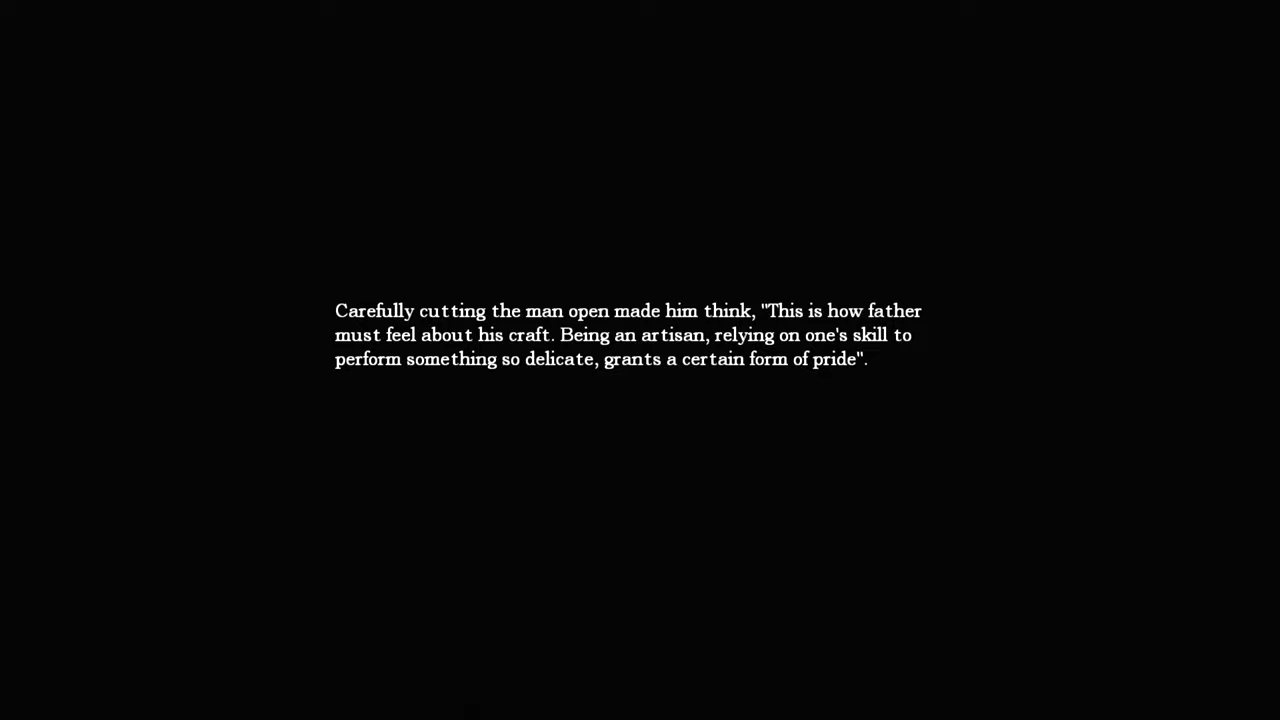 Carefully cutting the man open made him think, "This is how father
must feel about his craft. Being an artisan, relying on one's skill to
perform something so delicate, grants a certain form of pride".